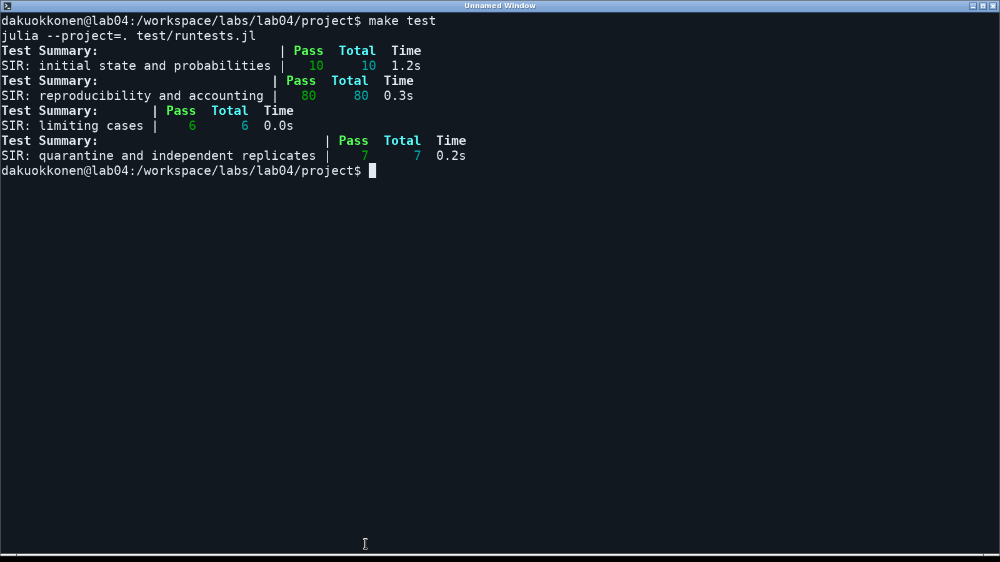 Unnamed Window
dakuokkonen@lab04:/workspace/labs/lab04/project$ make test
julia --project=. test/runtests.jl
Test Summary:                        | Pass  Total  Time
SIR: initial state and probabilities |   10     10  1.2s
Test Summary:                       | Pass  Total  Time
SIR: reproducibility and accounting |   80     80  0.3s
Test Summary:       | Pass  Total  Time
SIR: limiting cases |    6      6  0.0s
Test Summary:                              | Pass  Total  Time
SIR: quarantine and independent replicates |    7      7  0.2s
dakuokkonen@lab04:/workspace/labs/lab04/project$